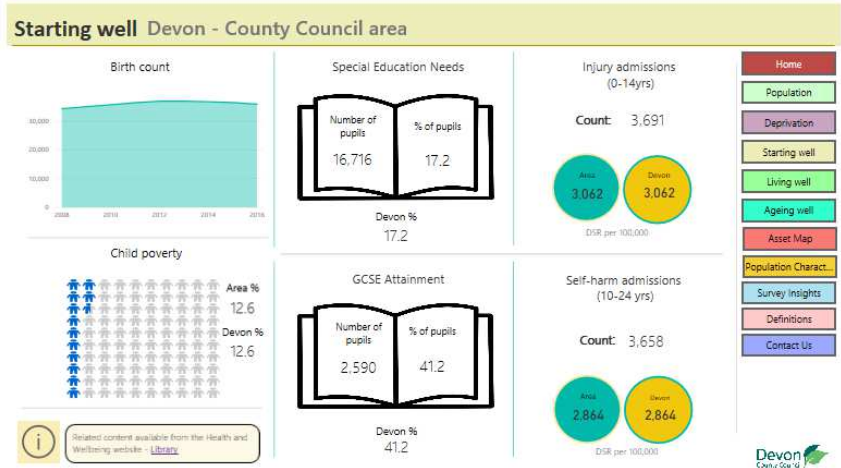 Starting well Devon - County Council area
Birth count
30,000
20,000
10,000
0
2008 2010 2012 2014 2016
Child poverty
Area %
12.6
Devon %
12.6
Related content available from the Health and
Wellbeing website - Library
Special Education Needs
Number of
pupils
16,716
% of pupils
17.2
Devon %
17.2
GCSE Attainment
Number of
pupils
2,590
% of pupils
41.2
Devon %
41.2
Injury admissions
(0-14yrs)
Count: 3,691
Area
3,062
Devon
3,062
DSR per 100,000
Self-harm admissions
(10-24 yrs)
Count: 3,658
Area
2,864
Devon
2,864
DSR per 100,000
Home
Population
Deprivation
Starting well
Living well
Ageing well
Asset Map
Population Charact...
Survey Insights
Definitions
Contact Us
Devon
County Council